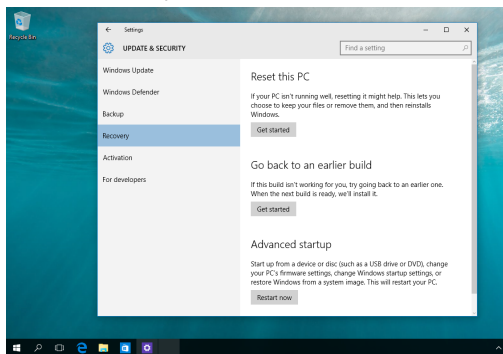 Recycle Bin
Settings
UPDATE & SECURITY
Find a setting
Windows Update
Windows Defender
Backup
Recovery
Activation
For developers
Reset this PC
If your PC isn't running well, resetting it might help. This lets you
choose to keep your files or remove them, and then reinstalls
Windows.
Get started
Go back to an earlier build
If this build isn't working for you, try going back to an earlier one.
When the next build is ready, we'll install it.
Get started
Advanced startup
Start up from a device or disc (such as a USB drive or DVD), change
your PC's firmware settings, change Windows startup settings, or
restore Windows from a system image. This will restart your PC.
Restart now